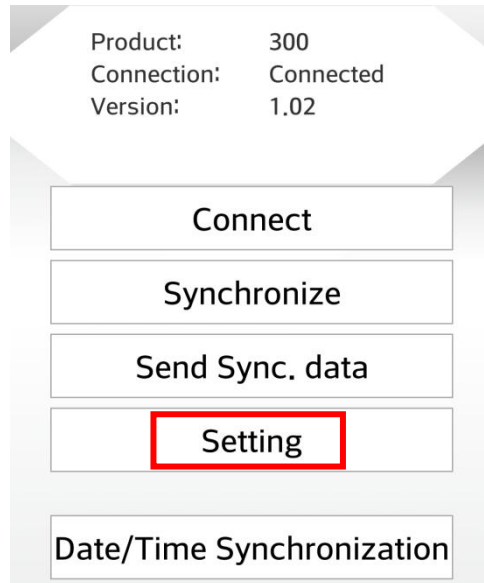 Product: 300
Connection: Connected
Version: 1.02
Connect
Synchronize
Send Sync. data
Setting
Date/Time Synchronization